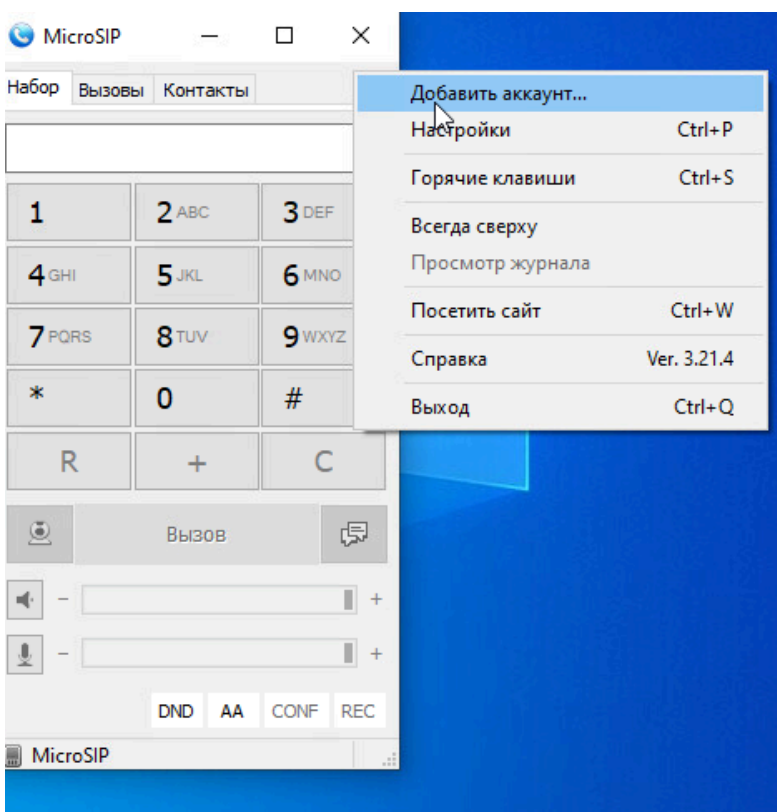 MicroSIP
Набор Вызовы Контакты
Добавить аккаунт...
Настройки Ctrl+P
Горячие клавиши Ctrl+S
Всегда сверху
Просмотр журнала
Посетить сайт Ctrl+W
Справка Ver. 3.21.4
Выход Ctrl+Q
1 2 ABC 3 DEF
4 GHI 5 JKL 6 MNO
7 PQRS 8 TUV 9 WXYZ
* 0 #
R + C
Вызов
- +
- +
DND AA CONF REC
MicroSIP